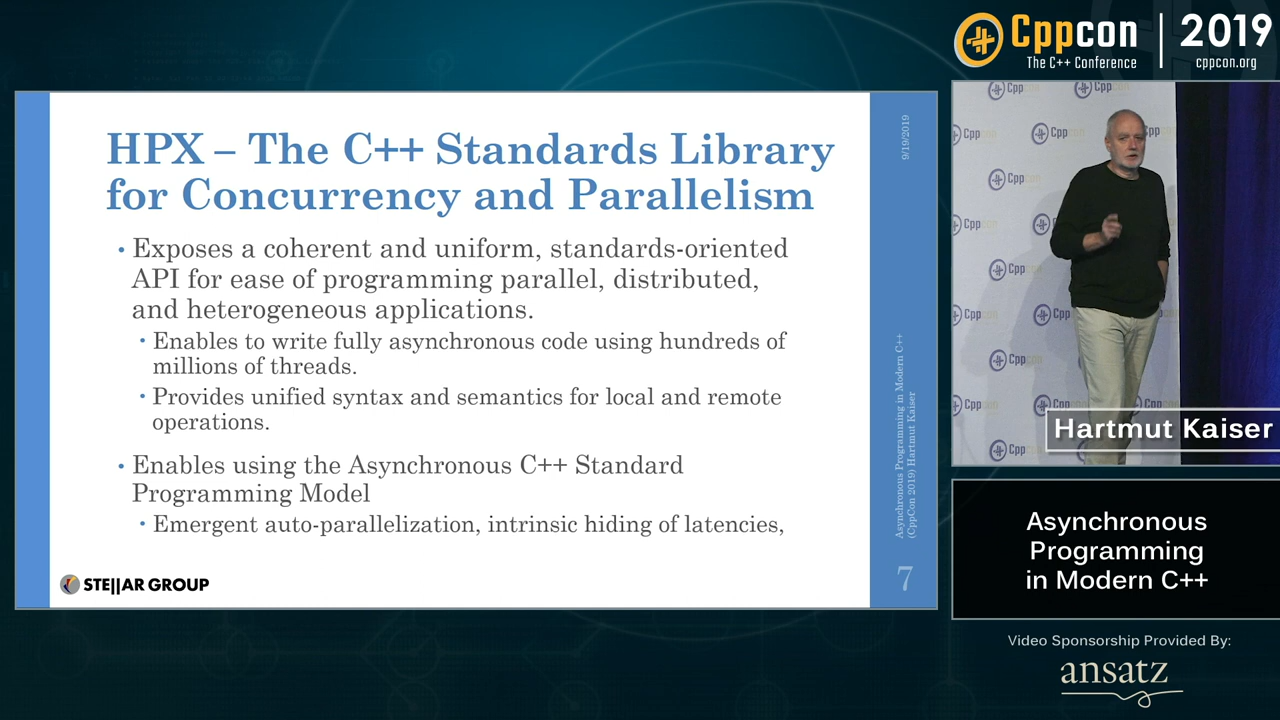 Cppcon
The C++ Conference
2019
cppcon.org
HPX – The C++ Standards Library
for Concurrency and Parallelism
• Exposes a coherent and uniform, standards-oriented
API for ease of programming parallel, distributed,
and heterogeneous applications.
• Enables to write fully asynchronous code using hundreds of
millions of threads.
• Provides unified syntax and semantics for local and remote
operations.
• Enables using the Asynchronous C++ Standard
Programming Model
• Emergent auto-parallelization, intrinsic hiding of latencies,
STE||AR GROUP
9/19/2019
Asynchronous Programming in Modern C++
(CppCon 2019) Hartmut Kaiser
7
Hartmut Kaiser
Asynchronous
Programming
in Modern C++
Video Sponsorship Provided By:
ansatz